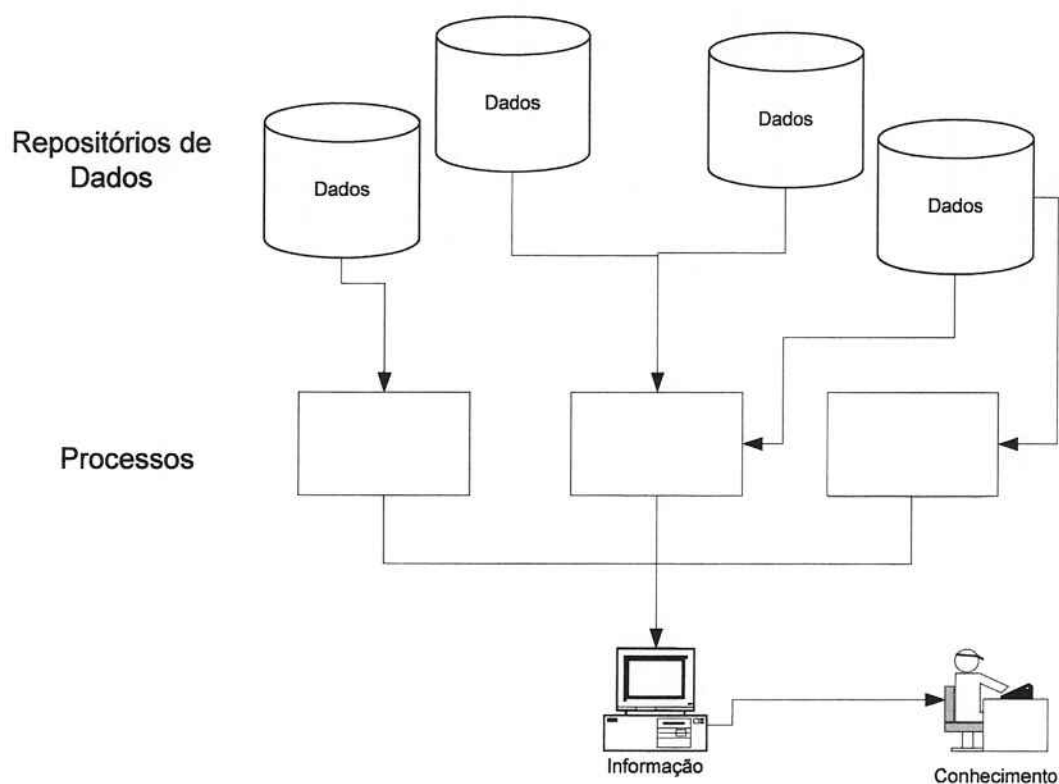 Repositórios de
Dados
Dados
Dados
Dados
Dados
Processos
Informação
Conhecimento